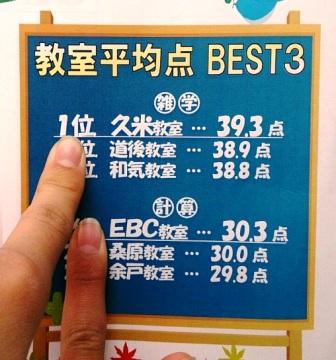 教室平均点 BEST3
雑学
1位 久米教室 … 39.3点
位 道後教室 … 38.9点
位 和気教室 … 38.8点
計算
EBC教室 … 30.3点
桑原教室 … 30.0点
余戸教室 … 29.8点